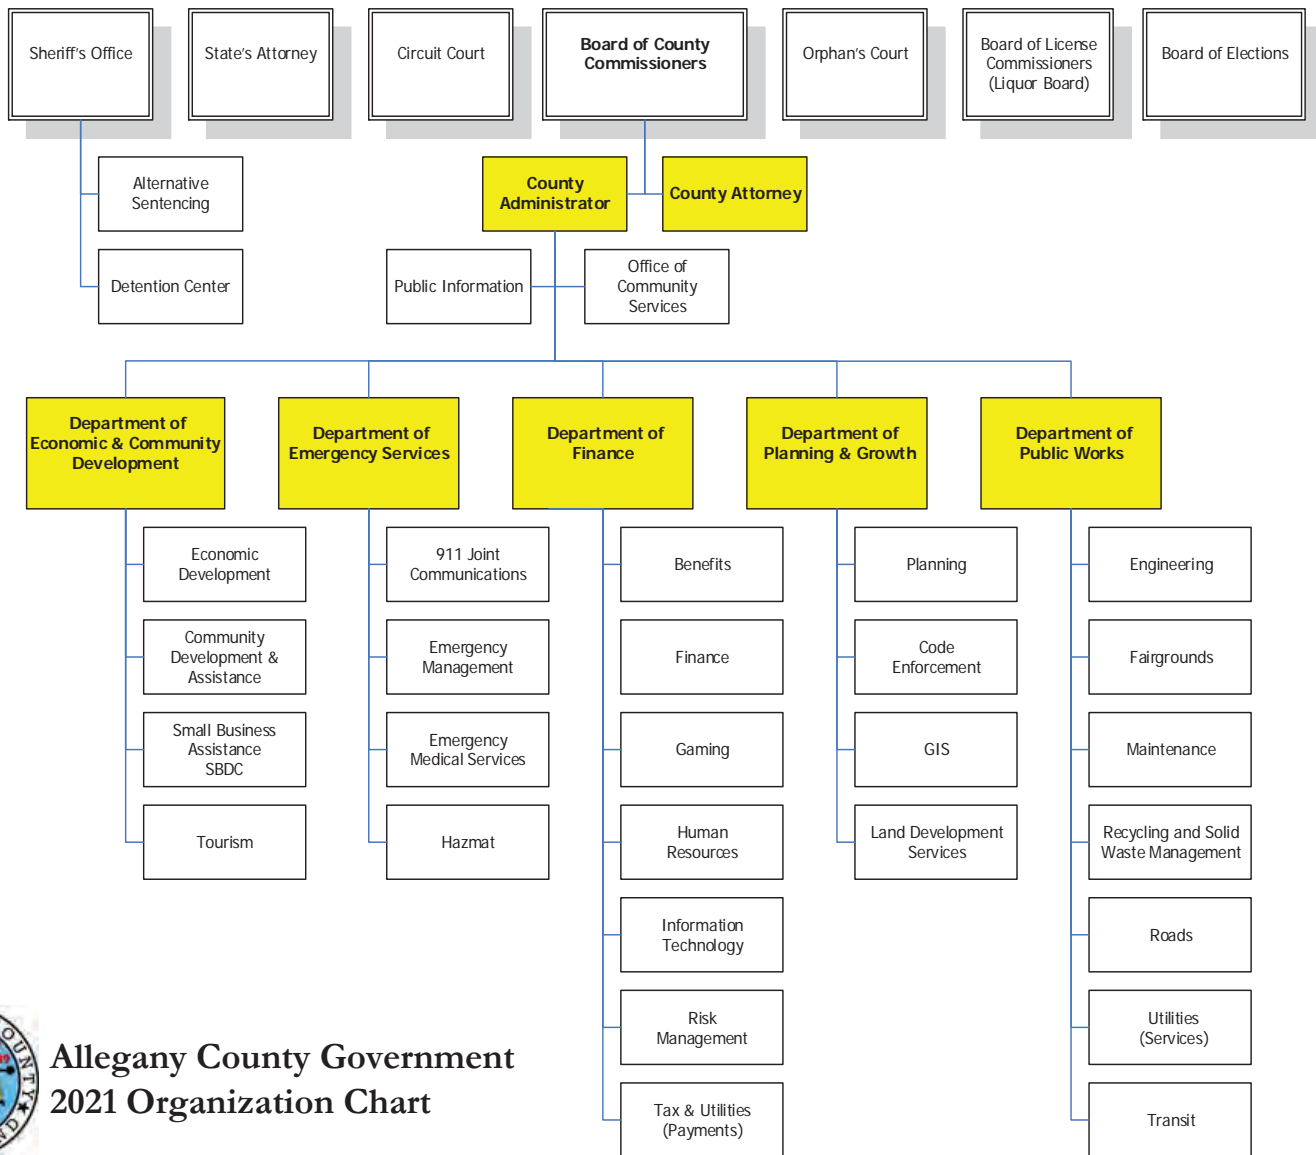 Sheriff's Office
State's Attorney
Circuit Court
Board of County
Commissioners
Orphan's Court
Board of License
Commissioners
(Liquor Board)
Board of Elections
Alternative
Sentencing
County
Administrator
County Attorney
Detention Center
Public Information
Office of
Community
Services
Department of
Economic & Community
Development
Department of
Emergency Services
Department of
Finance
Department of
Planning & Growth
Department of
Public Works
Economic
Development
Community
Development &
Assistance
Small Business
Assistance
SBDC
Tourism
911 Joint
Communications
Emergency
Management
Emergency
Medical Services
Hazmat
Benefits
Finance
Gaming
Human
Resources
Information
Technology
Risk
Management
Tax & Utilities
(Payments)
Planning
Code
Enforcement
GIS
Land Development
Services
Engineering
Fairgrounds
Maintenance
Recycling and Solid
Waste Management
Roads
Utilities
(Services)
Transit
Allegany County Government
2021 Organization Chart